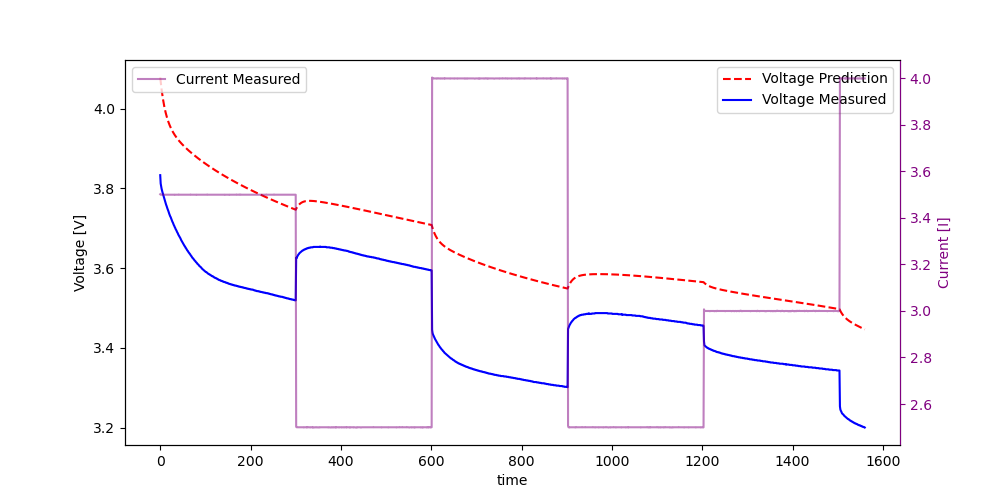 Current Measured
Voltage Prediction
Voltage Measured
4.0
3.8
3.6
3.4
3.2
Voltage [V]
4.0
3.8
3.6
3.4
3.2
3.0
2.8
2.6
Current [I]
0 200 400 600 800 1000 1200 1400 1600
time